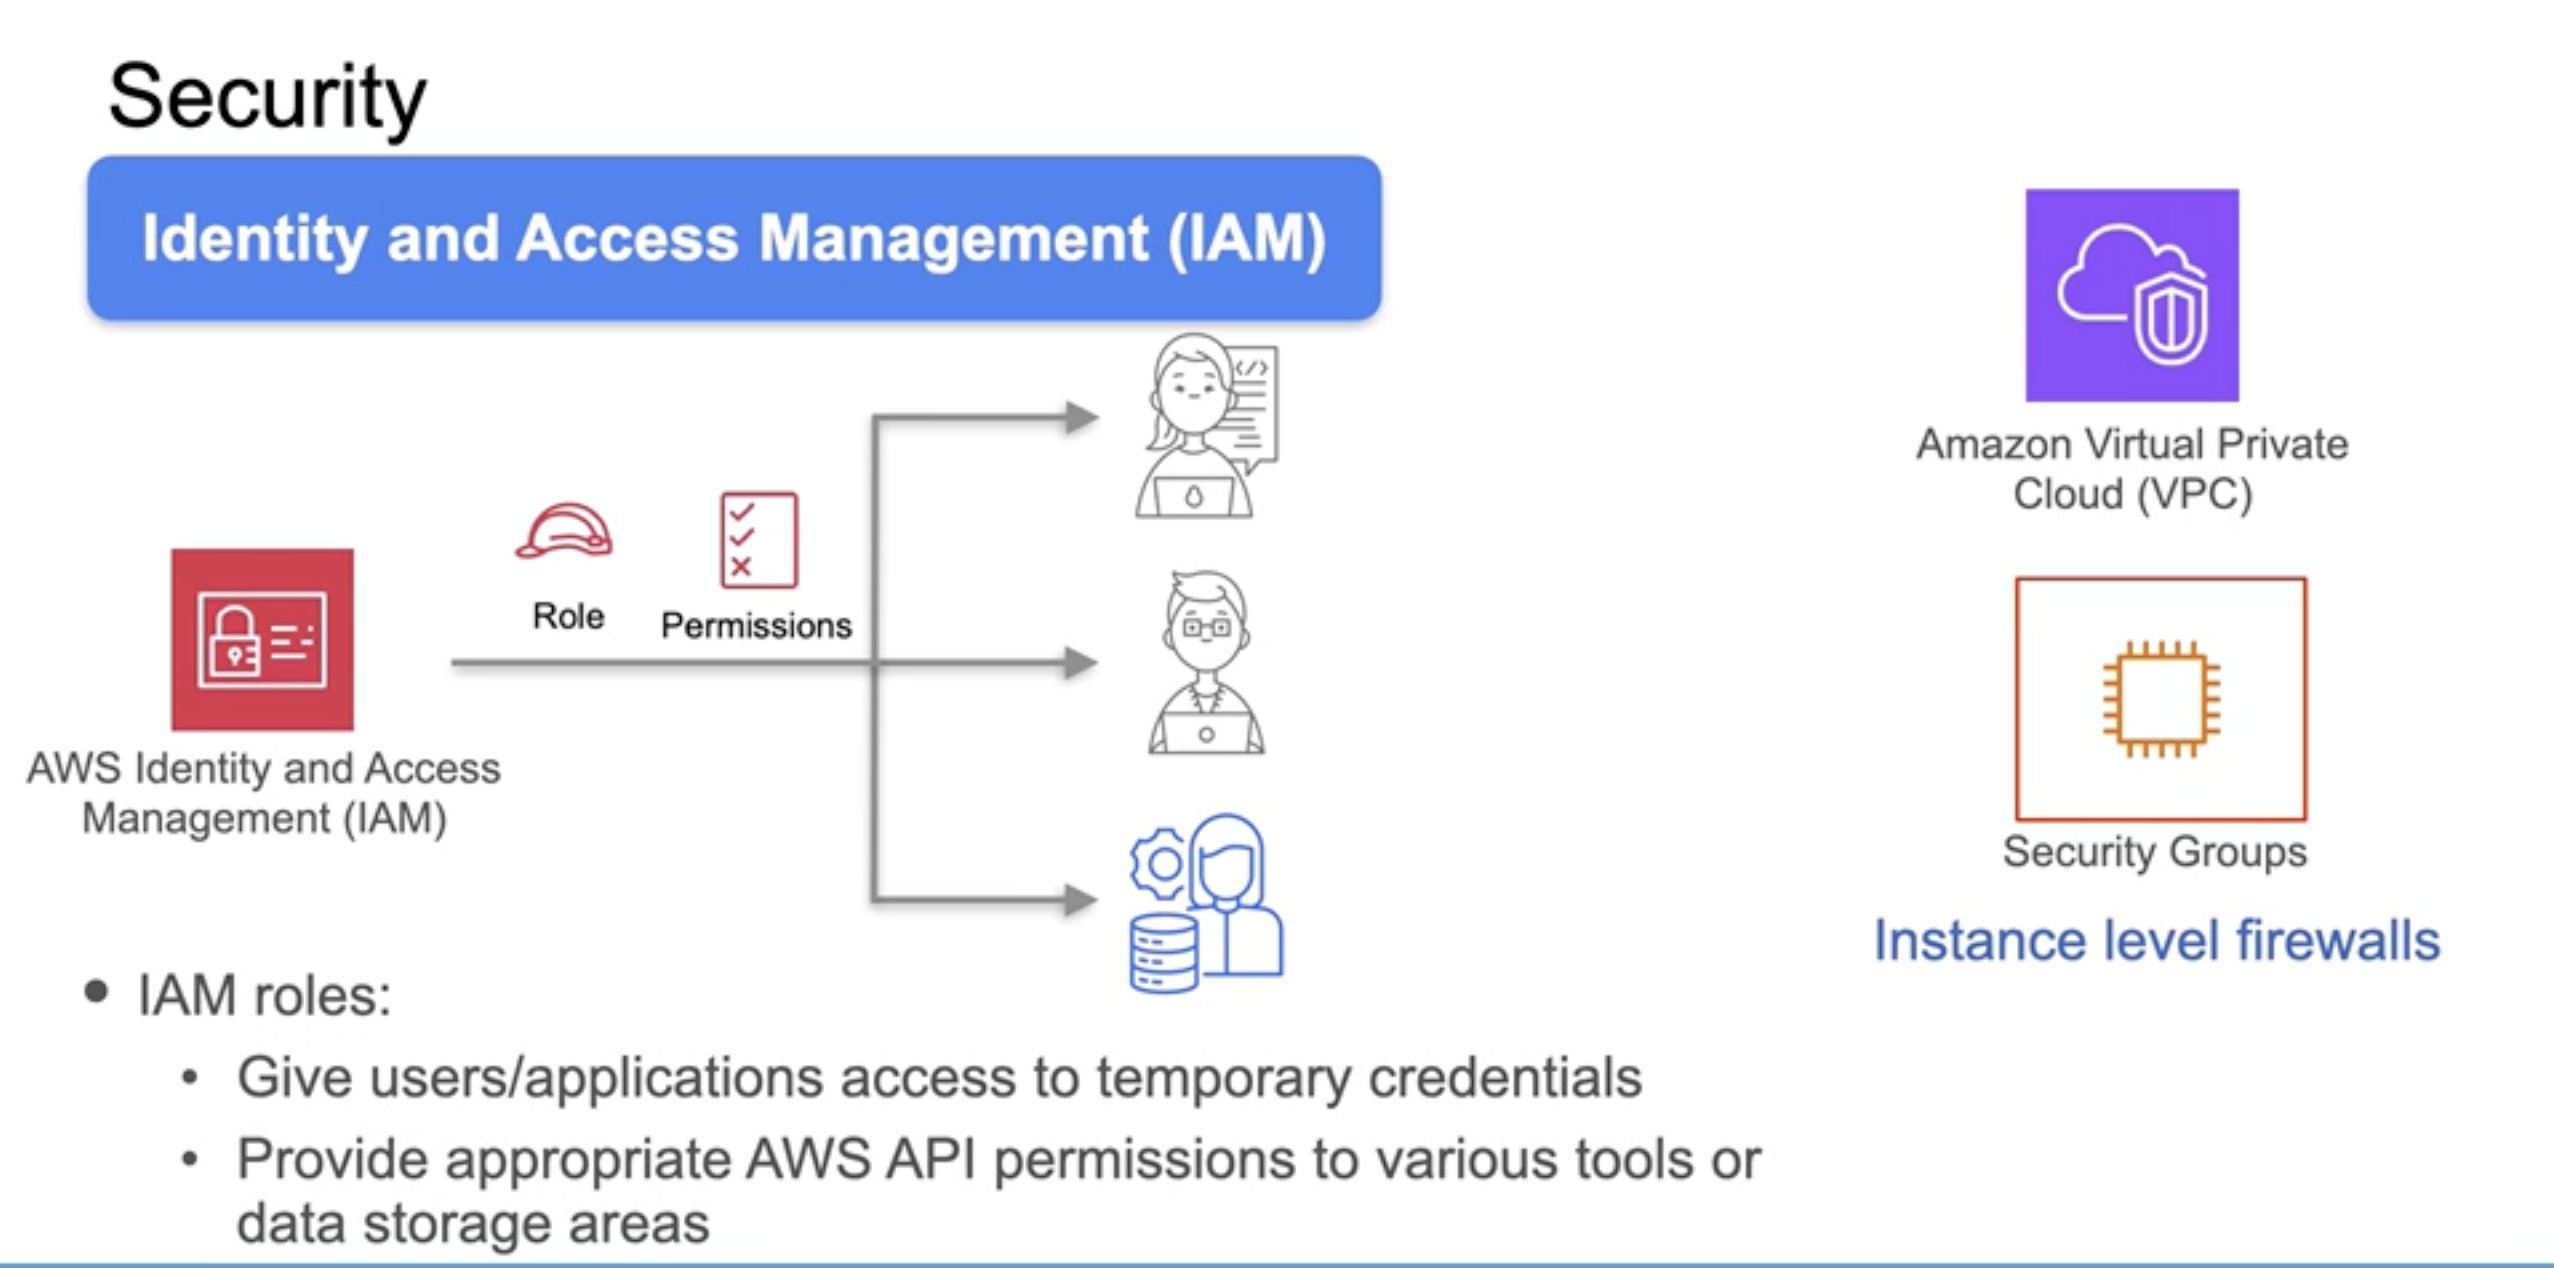 Security
Identity and Access Management (IAM)
</>
Role
Permissions
AWS Identity and Access
Management (IAM)
Amazon Virtual Private
Cloud (VPC)
Security Groups
Instance level firewalls
• IAM roles:
• Give users/applications access to temporary credentials
• Provide appropriate AWS API permissions to various tools or
data storage areas